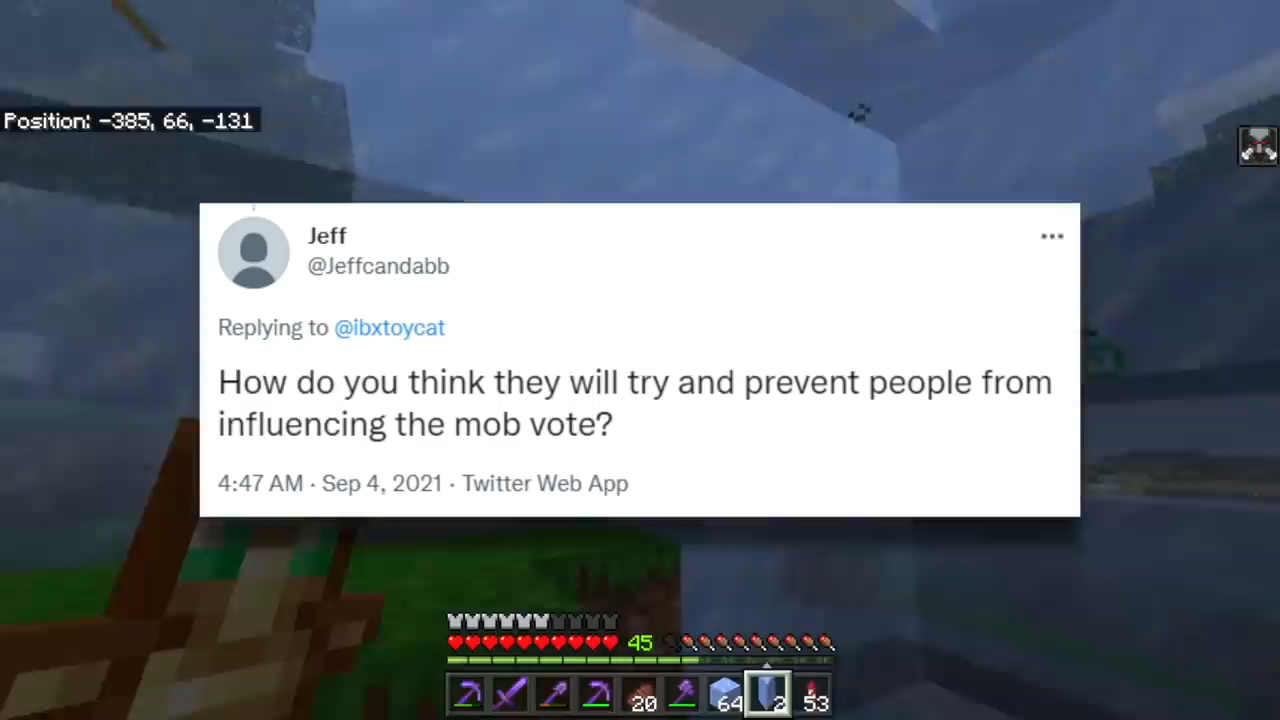 Position: -385, 66, -131
Jeff
@Jeffcandabb
Replying to @ibxtoycat
How do you think they will try and prevent people from
influencing the mob vote?
4:47 AM · Sep 4, 2021 · Twitter Web App
45
20 64 2 53